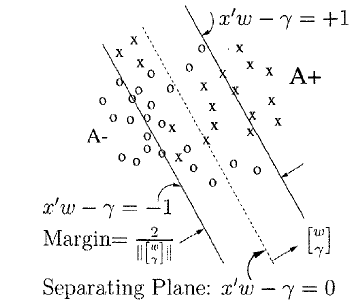 x'w − γ = +1
A+
A-
x'w − γ = −1
Margin= 2 / ‖[w γ]‖
[w γ]
Separating Plane: x'w − γ = 0